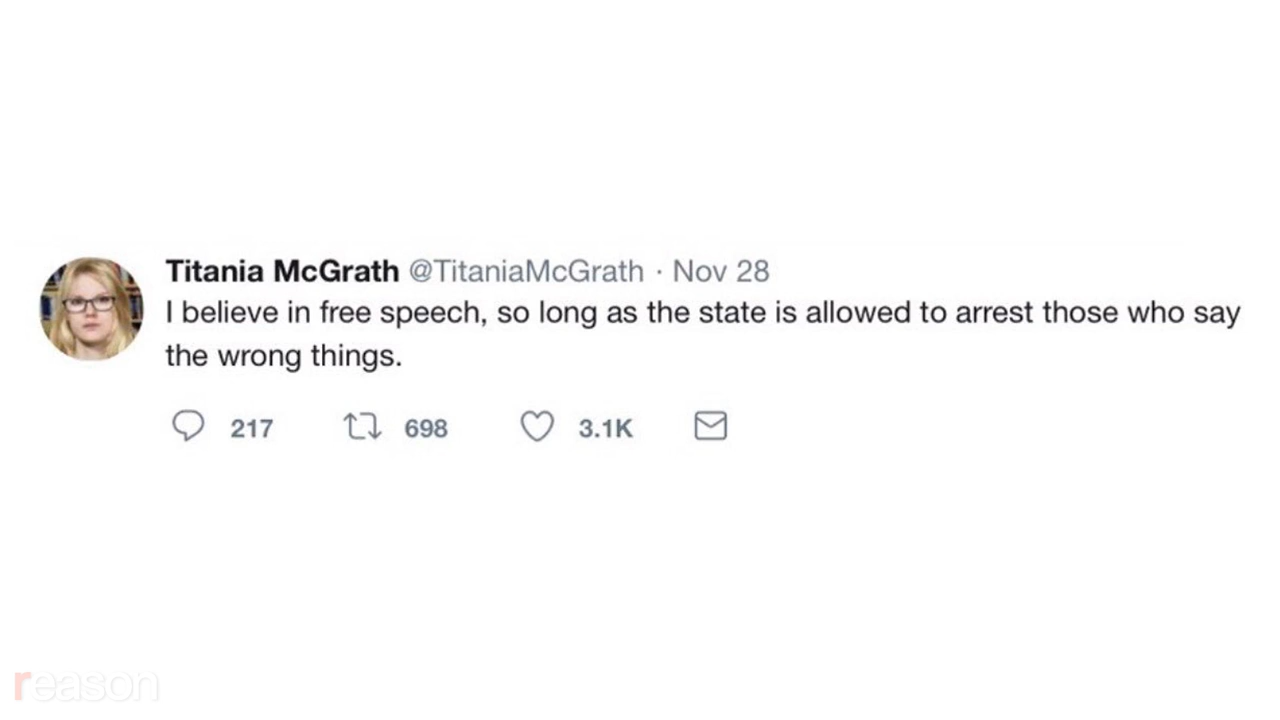 Titania McGrath @TitaniaMcGrath · Nov 28
I believe in free speech, so long as the state is allowed to arrest those who say
the wrong things.
217 698 3.1K
reason